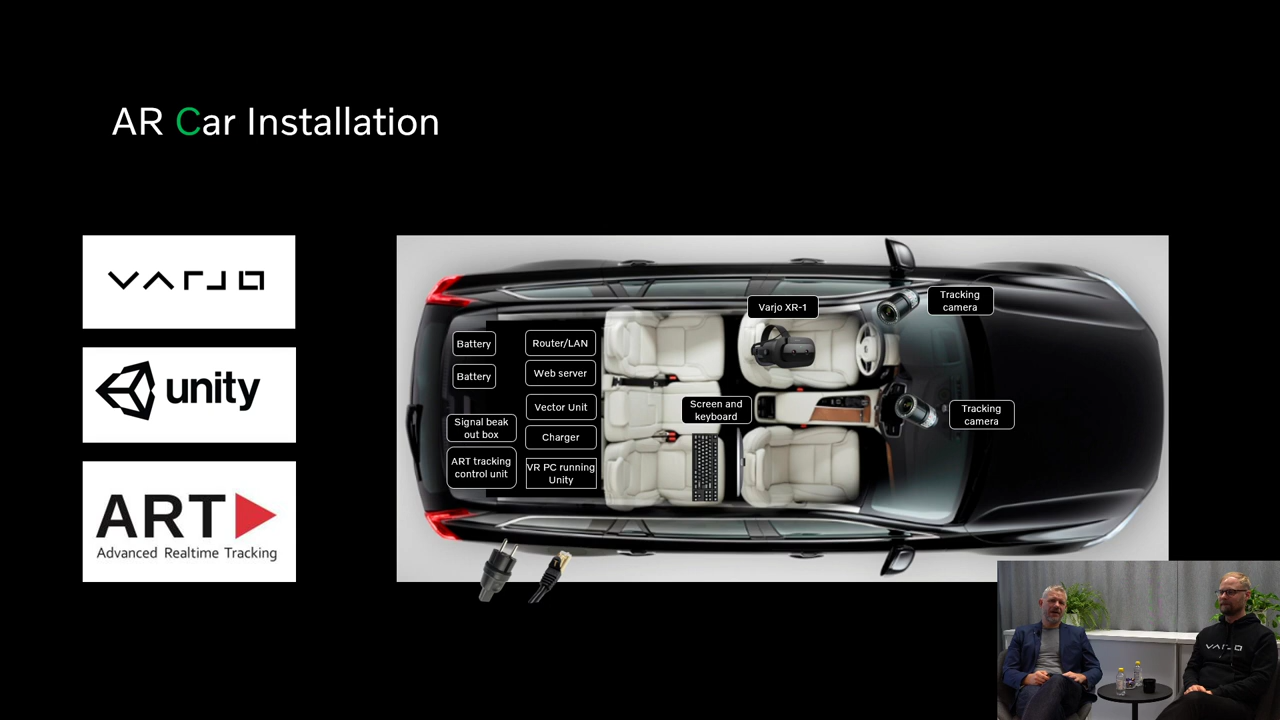 AR Car Installation
VARJO
unity
ART
Advanced Realtime Tracking
Battery
Battery
Signal beak
out box
ART tracking
control unit
Router/LAN
Web server
Vector Unit
Charger
VR PC running
Unity
Screen and
keyboard
Varjo XR-1
Tracking
camera
Tracking
camera
VARJO